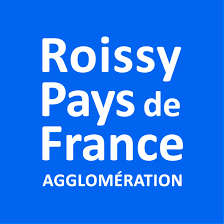 Roissy
Pays de
France
AGGLOMÉRATION